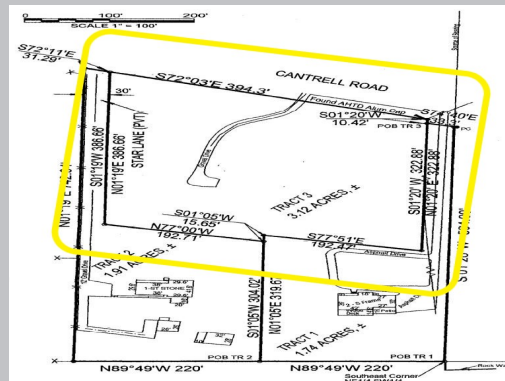 0 100' 200'
SCALE 1" = 100'
S72°11'E
31.29'
S72°03'E 394.3'
CANTRELL ROAD
30'
Found AHTD Alum Cap
S01°20'W
10.42'
POB TR 3
S01°19'W 386.66'
N01°19'E 386.66'
STAR LANE (PVT)
Gravel Drive
S01°20'W 322.88'
N01°20'E 322.88'
TRACT 3
3.12 ACRES, ±
S01°05'W
15.65'
N77°00'W
192.71'
S77°51'E
192.47'
Asphalt Drive
TRACT 2
1.91 ACRES, ±
1-ST STONE
S01°05'W 304.02'
N01°05'E 319.67'
TRACT 1
1.74 ACRES, ±
POB TR 2
POB TR 1
N89°49'W 220'
N89°49'W 220'
Southeast Corner